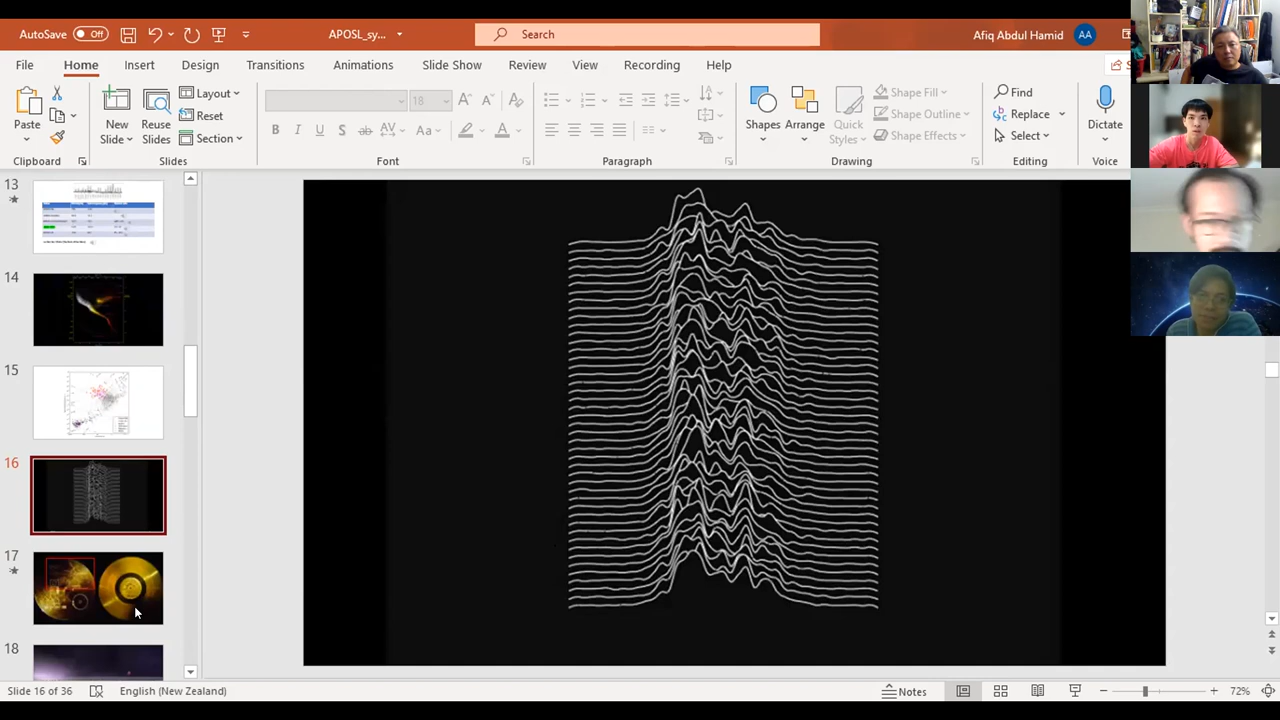 AutoSave Off APOSL_sy... Search Afiq Abdul Hamid AA
File Home Insert Design Transitions Animations Slide Show Review View Recording Help
Paste New Slide Reuse Slides Layout Reset Section 18 Shapes Arrange Quick Styles Shape Fill Shape Outline Shape Effects Find Replace Select Dictate
Clipboard Slides Font Paragraph Drawing Editing Voice
13
14
15
16
17
18
Slide 16 of 36 English (New Zealand) Notes 72%